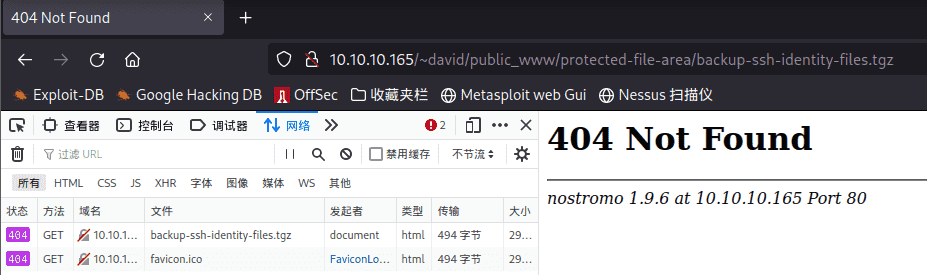 404 Not Found
10.10.10.165/~david/public_www/protected-file-area/backup-ssh-identity-files.tgz
Exploit-DB Google Hacking DB OffSec 收藏夹栏 Metasploit web Gui Nessus 扫描仪
查看器 控制台 调试器 网络 2
过滤 URL 禁用缓存 不节流
所有 HTML CSS JS XHR 字体 图像 媒体 WS 其他
状态 方法 域名 文件 发起者 类型 传输 大小
404 GET 10.10.1… backup-ssh-identity-files.tgz document html 494 字节 29…
404 GET 10.10.1… favicon.ico FaviconLo… html 494 字节 29…
404 Not Found
nostromo 1.9.6 at 10.10.10.165 Port 80